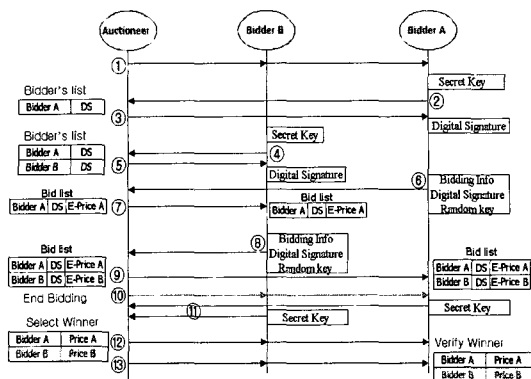 Auctioneer Bidder B Bidder A
①
Secret Key
Bidder's list
Bidder A DS
②
③
Digital Signature
Bidder's list
Secret Key
Bidder A DS
④
Bidder B DS
⑤
Digital Signature
⑥
Bidding Info
Digital Signature
Random key
Bid list
Bidder A DS E-Price A
⑦
Bid list
Bidder A DS E-Price A
⑧
Bidding Info
Digital Signature
Random key
Bid list
Bidder A DS E-Price A
Bidder B DS E-Price B
⑨
Bid list
Bidder A DS E-Price A
Bidder B DS E-Price B
End Bidding
⑩
Secret Key
⑪
Secret Key
Select Winner
Bidder A Price A
Bidder B Price B
⑫
⑬
Verify Winner
Bidder A Price A
Bidder B Price B